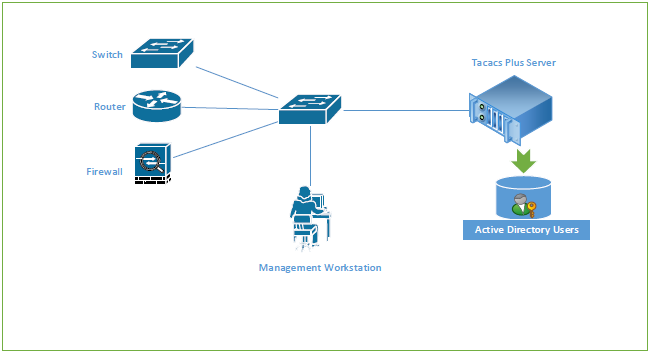 Switch
Tacacs Plus Server
Router
Firewall
Active Directory Users
Management Workstation